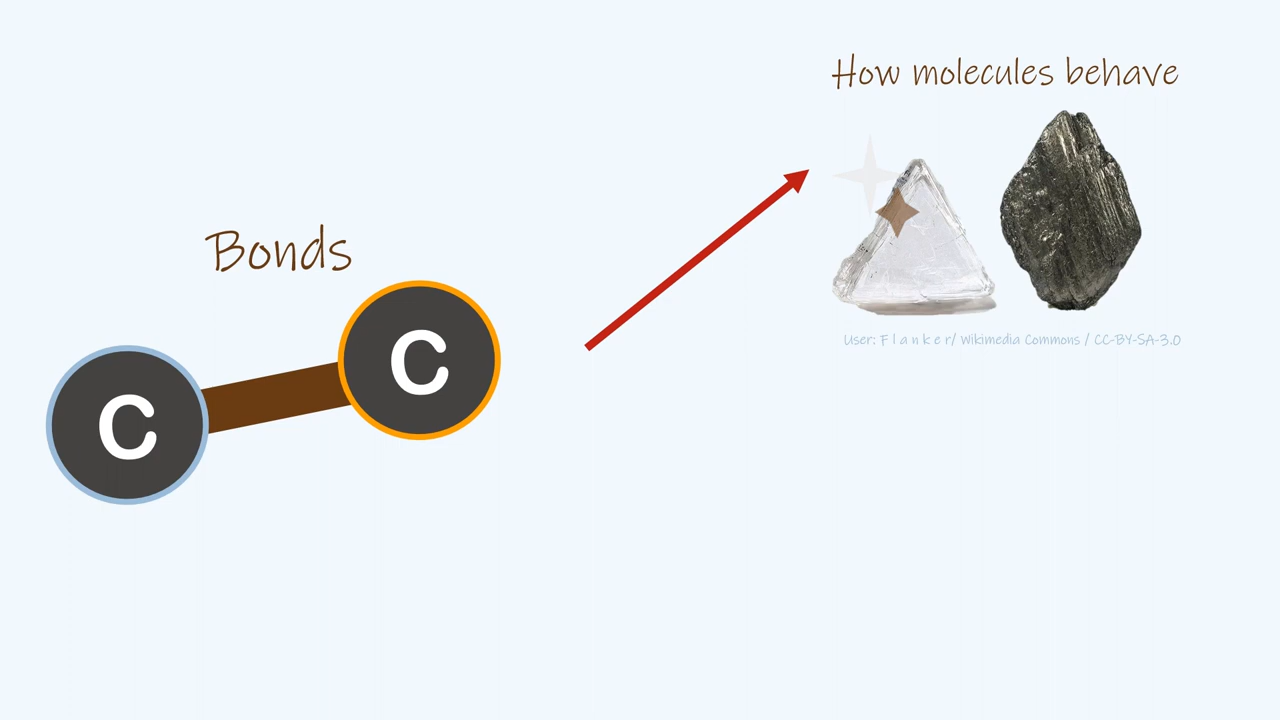 How molecules behave
Bonds
C
C
User: F l a n k e r/ Wikimedia Commons / CC-BY-SA-3.0